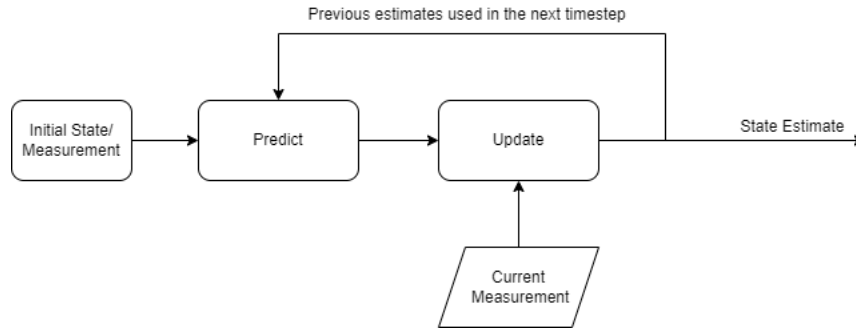 Previous estimates used in the next timestep
Initial State/
Measurement
Predict
Update
State Estimate
Current
Measurement